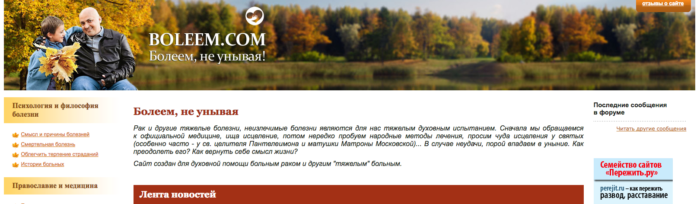 отзывы о сайте
BOLEEM.COM
Болеем, не унывая!
Психология и философия
болезни
Смысл и причины болезней
Смертельная болезнь
Облегчить терпение страданий
Истории больных
Православие и медицина
Болеем, не унывая
Рак и другие тяжелые болезни, неизлечимые болезни являются для нас тяжелым духовным испытанием. Сначала мы обращаемся
к официальной медицине, ища исцеление, потом нередко пробуем народные методы лечения, просим чуда исцеления у святых
(особенно часто - у св. целителя Пантелеимона и матушки Матроны Московской)... В случае неудачи, порой впадаем в уныние. Как
преодолеть его? Как вернуть себе смысл жизни?
Сайт создан для духовной помощи больным раком и другим "тяжелым" больным.
Лента новостей
Последние сообщения
в форуме
Читать другие сообщения
Семейство сайтов
«Пережить.ру»
perejit.ru – как пережить
развод, расставание